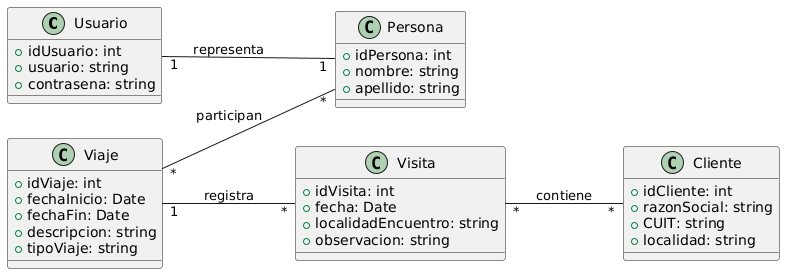 C Usuario
idUsuario: int
usuario: string
contrasena: string
representa
1
1
C Persona
idPersona: int
nombre: string
apellido: string
participan
*
*
C Viaje
idViaje: int
fechaInicio: Date
fechaFin: Date
descripcion: string
tipoViaje: string
registra
1
*
C Visita
idVisita: int
fecha: Date
localidadEncuentro: string
observacion: string
contiene
*
*
C Cliente
idCliente: int
razonSocial: string
CUIT: string
localidad: string